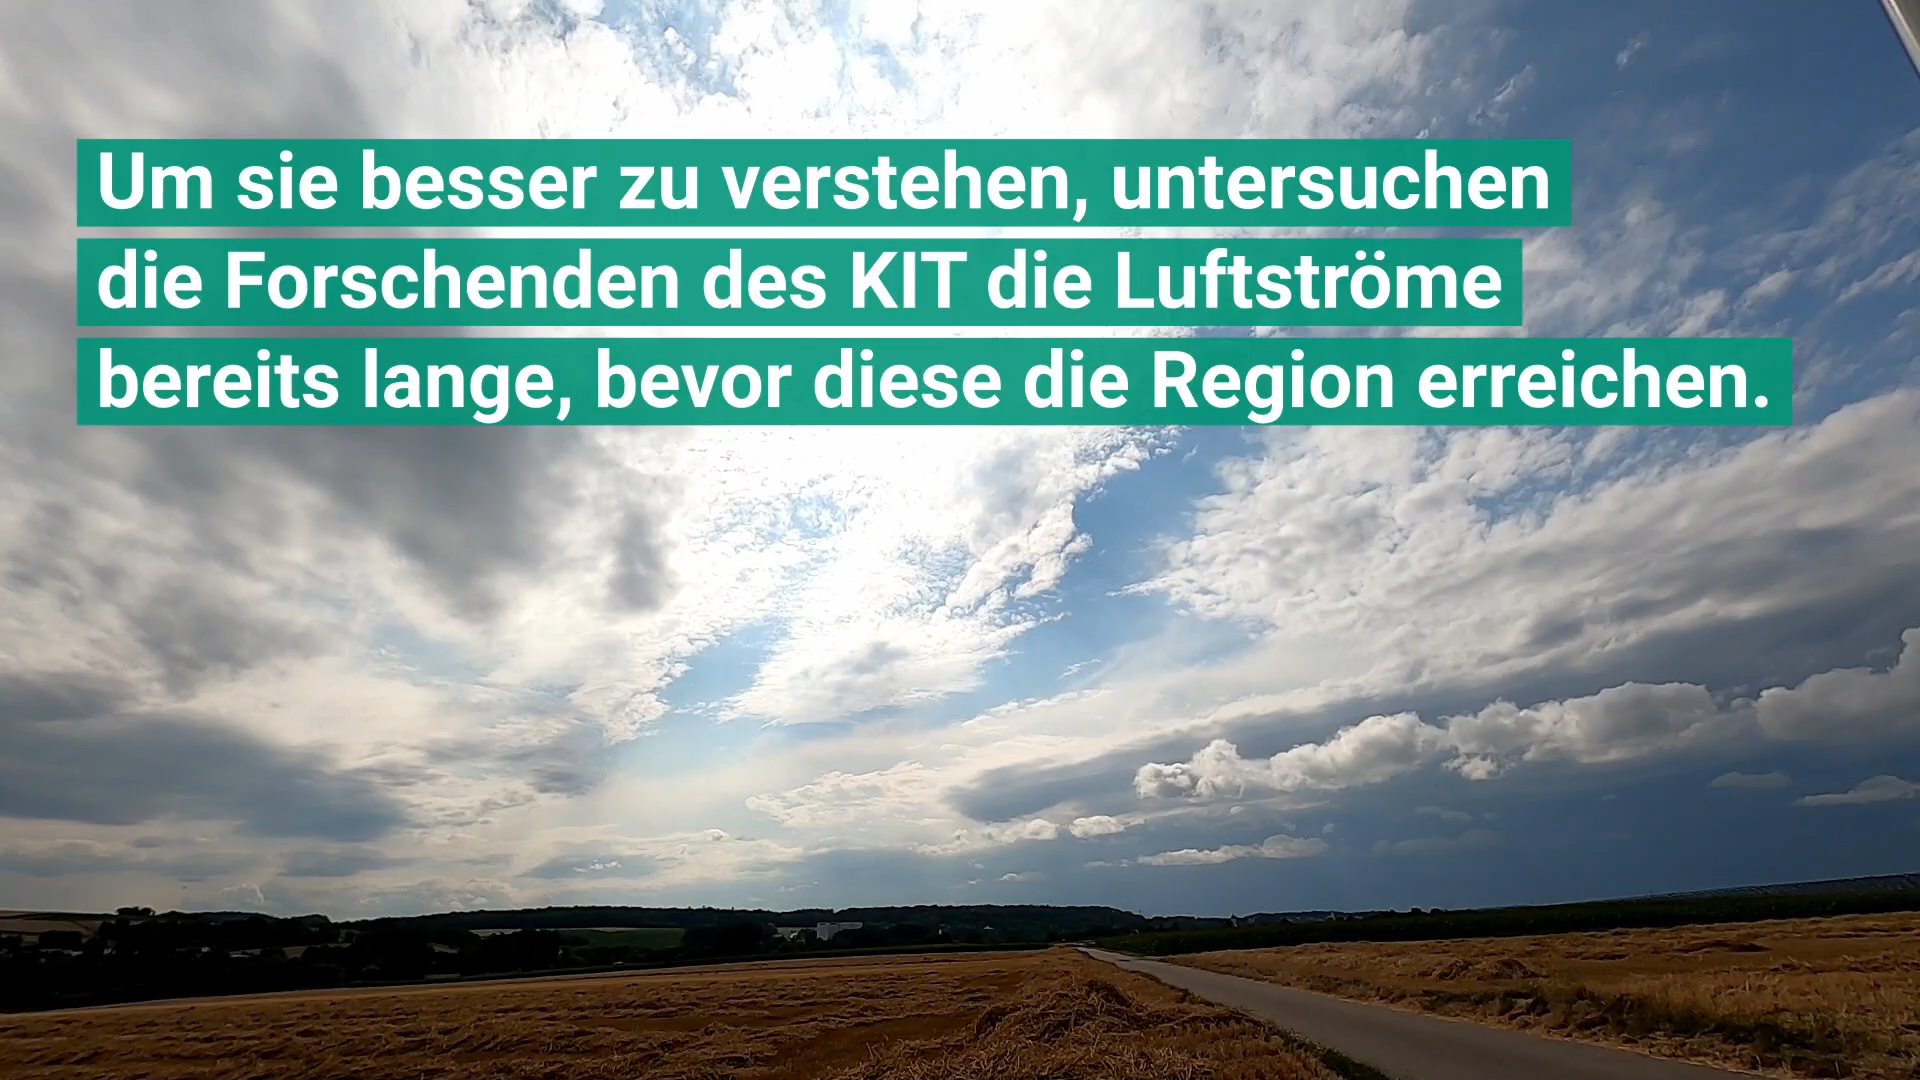 Um sie besser zu verstehen, untersuchen
die Forschenden des KIT die Luftströme
bereits lange, bevor diese die Region erreichen.